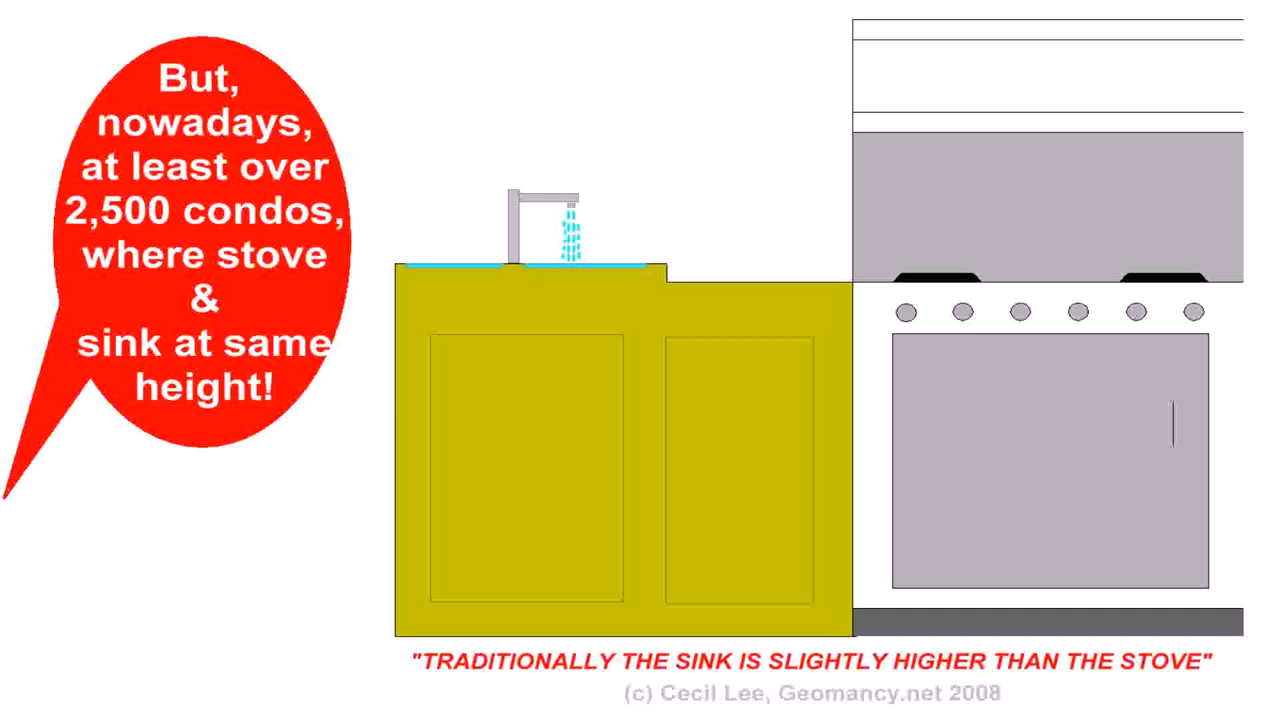 But,
nowadays,
at least over
2,500 condos,
where stove
&
sink at same
height!
"TRADITIONALLY THE SINK IS SLIGHTLY HIGHER THAN THE STOVE"
(c) Cecil Lee, Geomancy.net 2008